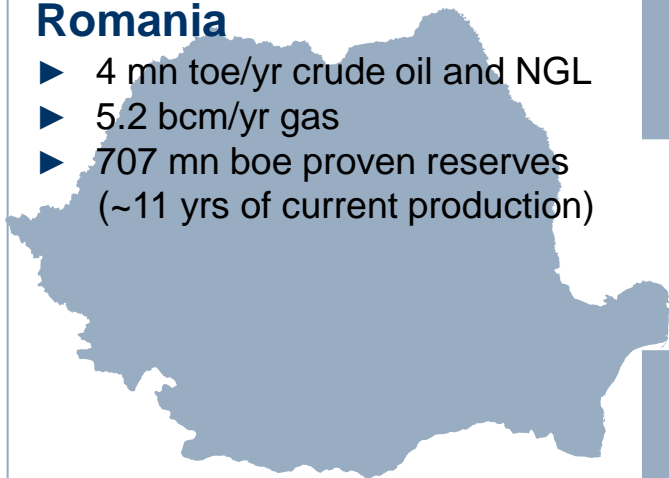 Romania
► 4 mn toe/yr crude oil and NGL
► 5.2 bcm/yr gas
► 707 mn boe proven reserves
(~11 yrs of current production)